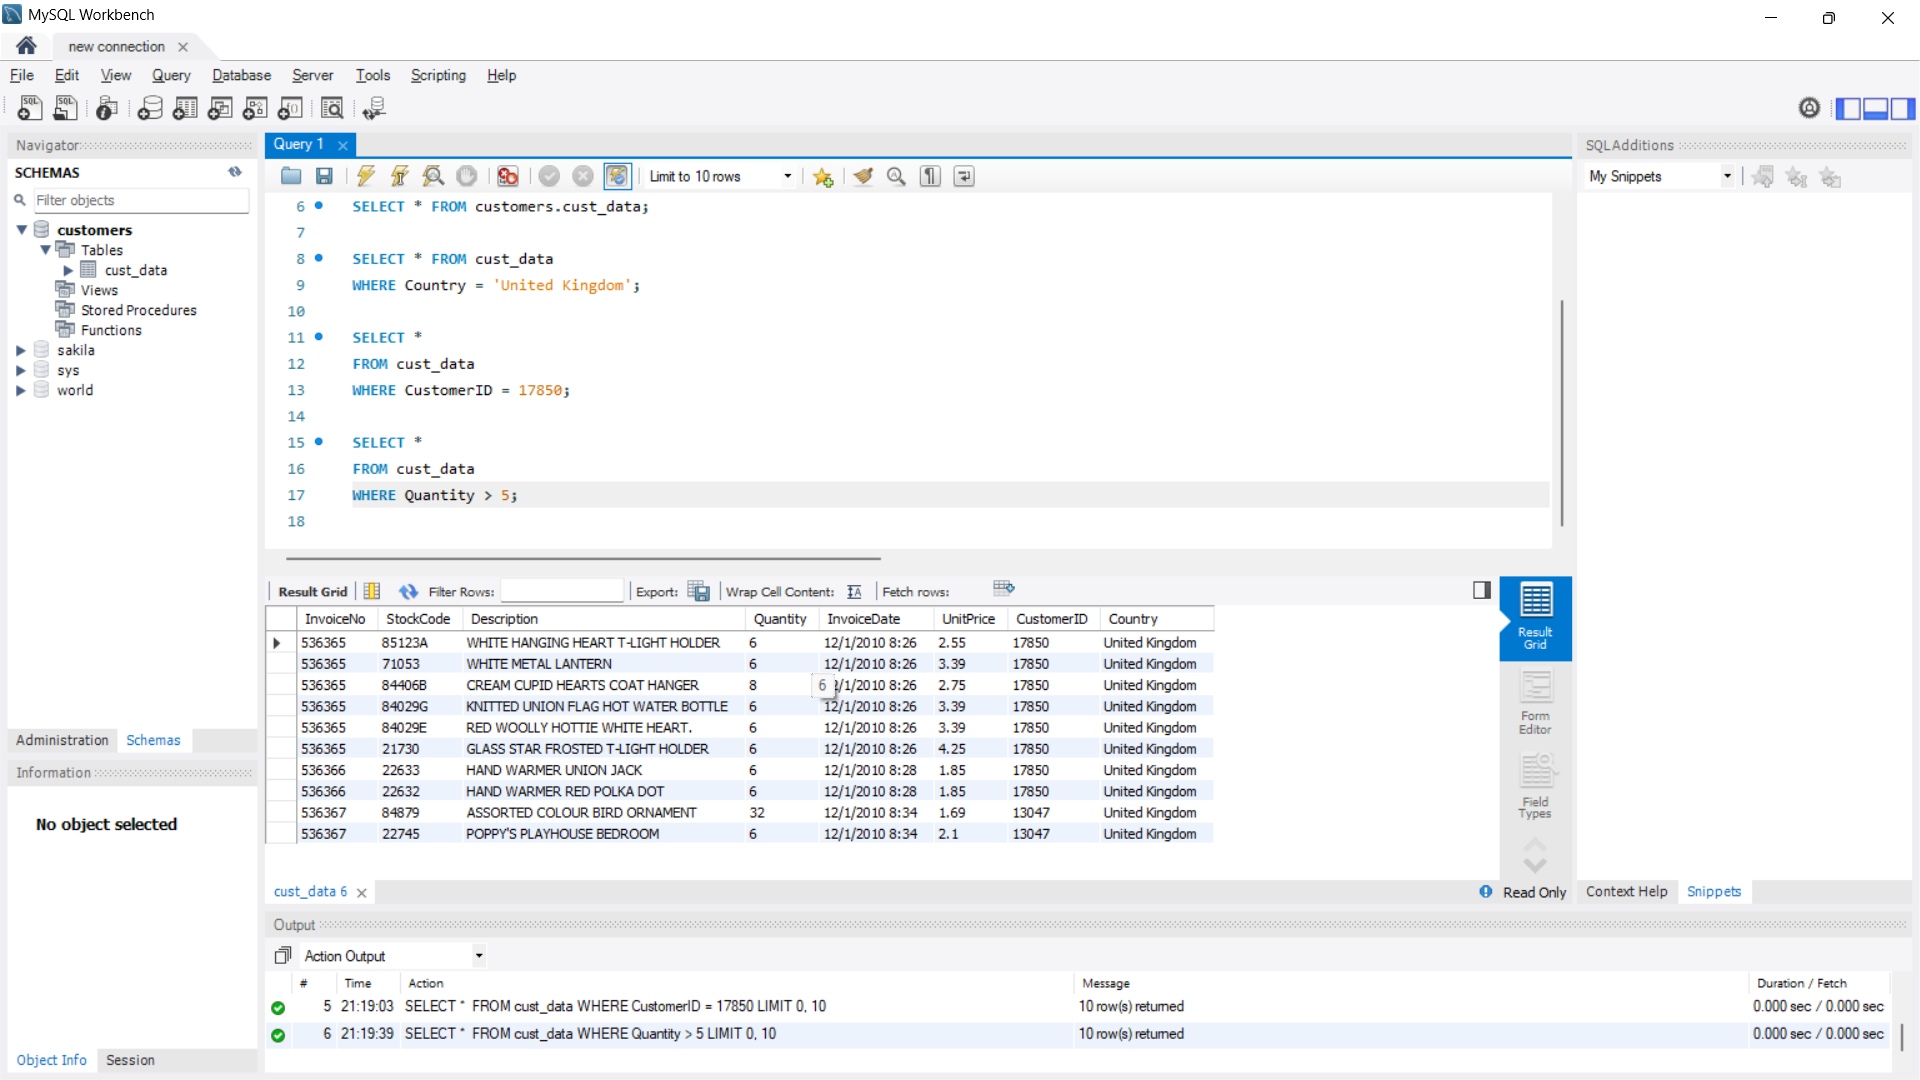 MySQL Workbench
new connection
File Edit View Query Database Server Tools Scripting Help
Navigator
SCHEMAS
Filter objects
customers
Tables
cust_data
Views
Stored Procedures
Functions
sakila
sys
world
Administration Schemas
Information
No object selected
Object Info Session
Query 1
Limit to 10 rows
6 SELECT * FROM customers.cust_data;
7
8 SELECT * FROM cust_data
9 WHERE Country = 'United Kingdom';
10
11 SELECT *
12 FROM cust_data
13 WHERE CustomerID = 17850;
14
15 SELECT *
16 FROM cust_data
17 WHERE Quantity > 5;
18
Result Grid Filter Rows: Export: Wrap Cell Content: Fetch rows:
InvoiceNo StockCode Description Quantity InvoiceDate UnitPrice CustomerID Country
536365 85123A WHITE HANGING HEART T-LIGHT HOLDER 6 12/1/2010 8:26 2.55 17850 United Kingdom
536365 71053 WHITE METAL LANTERN 6 12/1/2010 8:26 3.39 17850 United Kingdom
536365 84406B CREAM CUPID HEARTS COAT HANGER 8 6 2/1/2010 8:26 2.75 17850 United Kingdom
536365 84029G KNITTED UNION FLAG HOT WATER BOTTLE 6 12/1/2010 8:26 3.39 17850 United Kingdom
536365 84029E RED WOOLLY HOTTIE WHITE HEART. 6 12/1/2010 8:26 3.39 17850 United Kingdom
536365 21730 GLASS STAR FROSTED T-LIGHT HOLDER 6 12/1/2010 8:26 4.25 17850 United Kingdom
536366 22633 HAND WARMER UNION JACK 6 12/1/2010 8:28 1.85 17850 United Kingdom
536366 22632 HAND WARMER RED POLKA DOT 6 12/1/2010 8:28 1.85 17850 United Kingdom
536367 84879 ASSORTED COLOUR BIRD ORNAMENT 32 12/1/2010 8:34 1.69 13047 United Kingdom
536367 22745 POPPY'S PLAYHOUSE BEDROOM 6 12/1/2010 8:34 2.1 13047 United Kingdom
Result
Grid
Form
Editor
Field
Types
cust_data 6
Read Only
SQLAdditions
My Snippets
Context Help Snippets
Output
Action Output
# Time Action Message Duration / Fetch
5 21:19:03 SELECT * FROM cust_data WHERE CustomerID = 17850 LIMIT 0, 10 10 row(s) returned 0.000 sec / 0.000 sec
6 21:19:39 SELECT * FROM cust_data WHERE Quantity > 5 LIMIT 0, 10 10 row(s) returned 0.000 sec / 0.000 sec